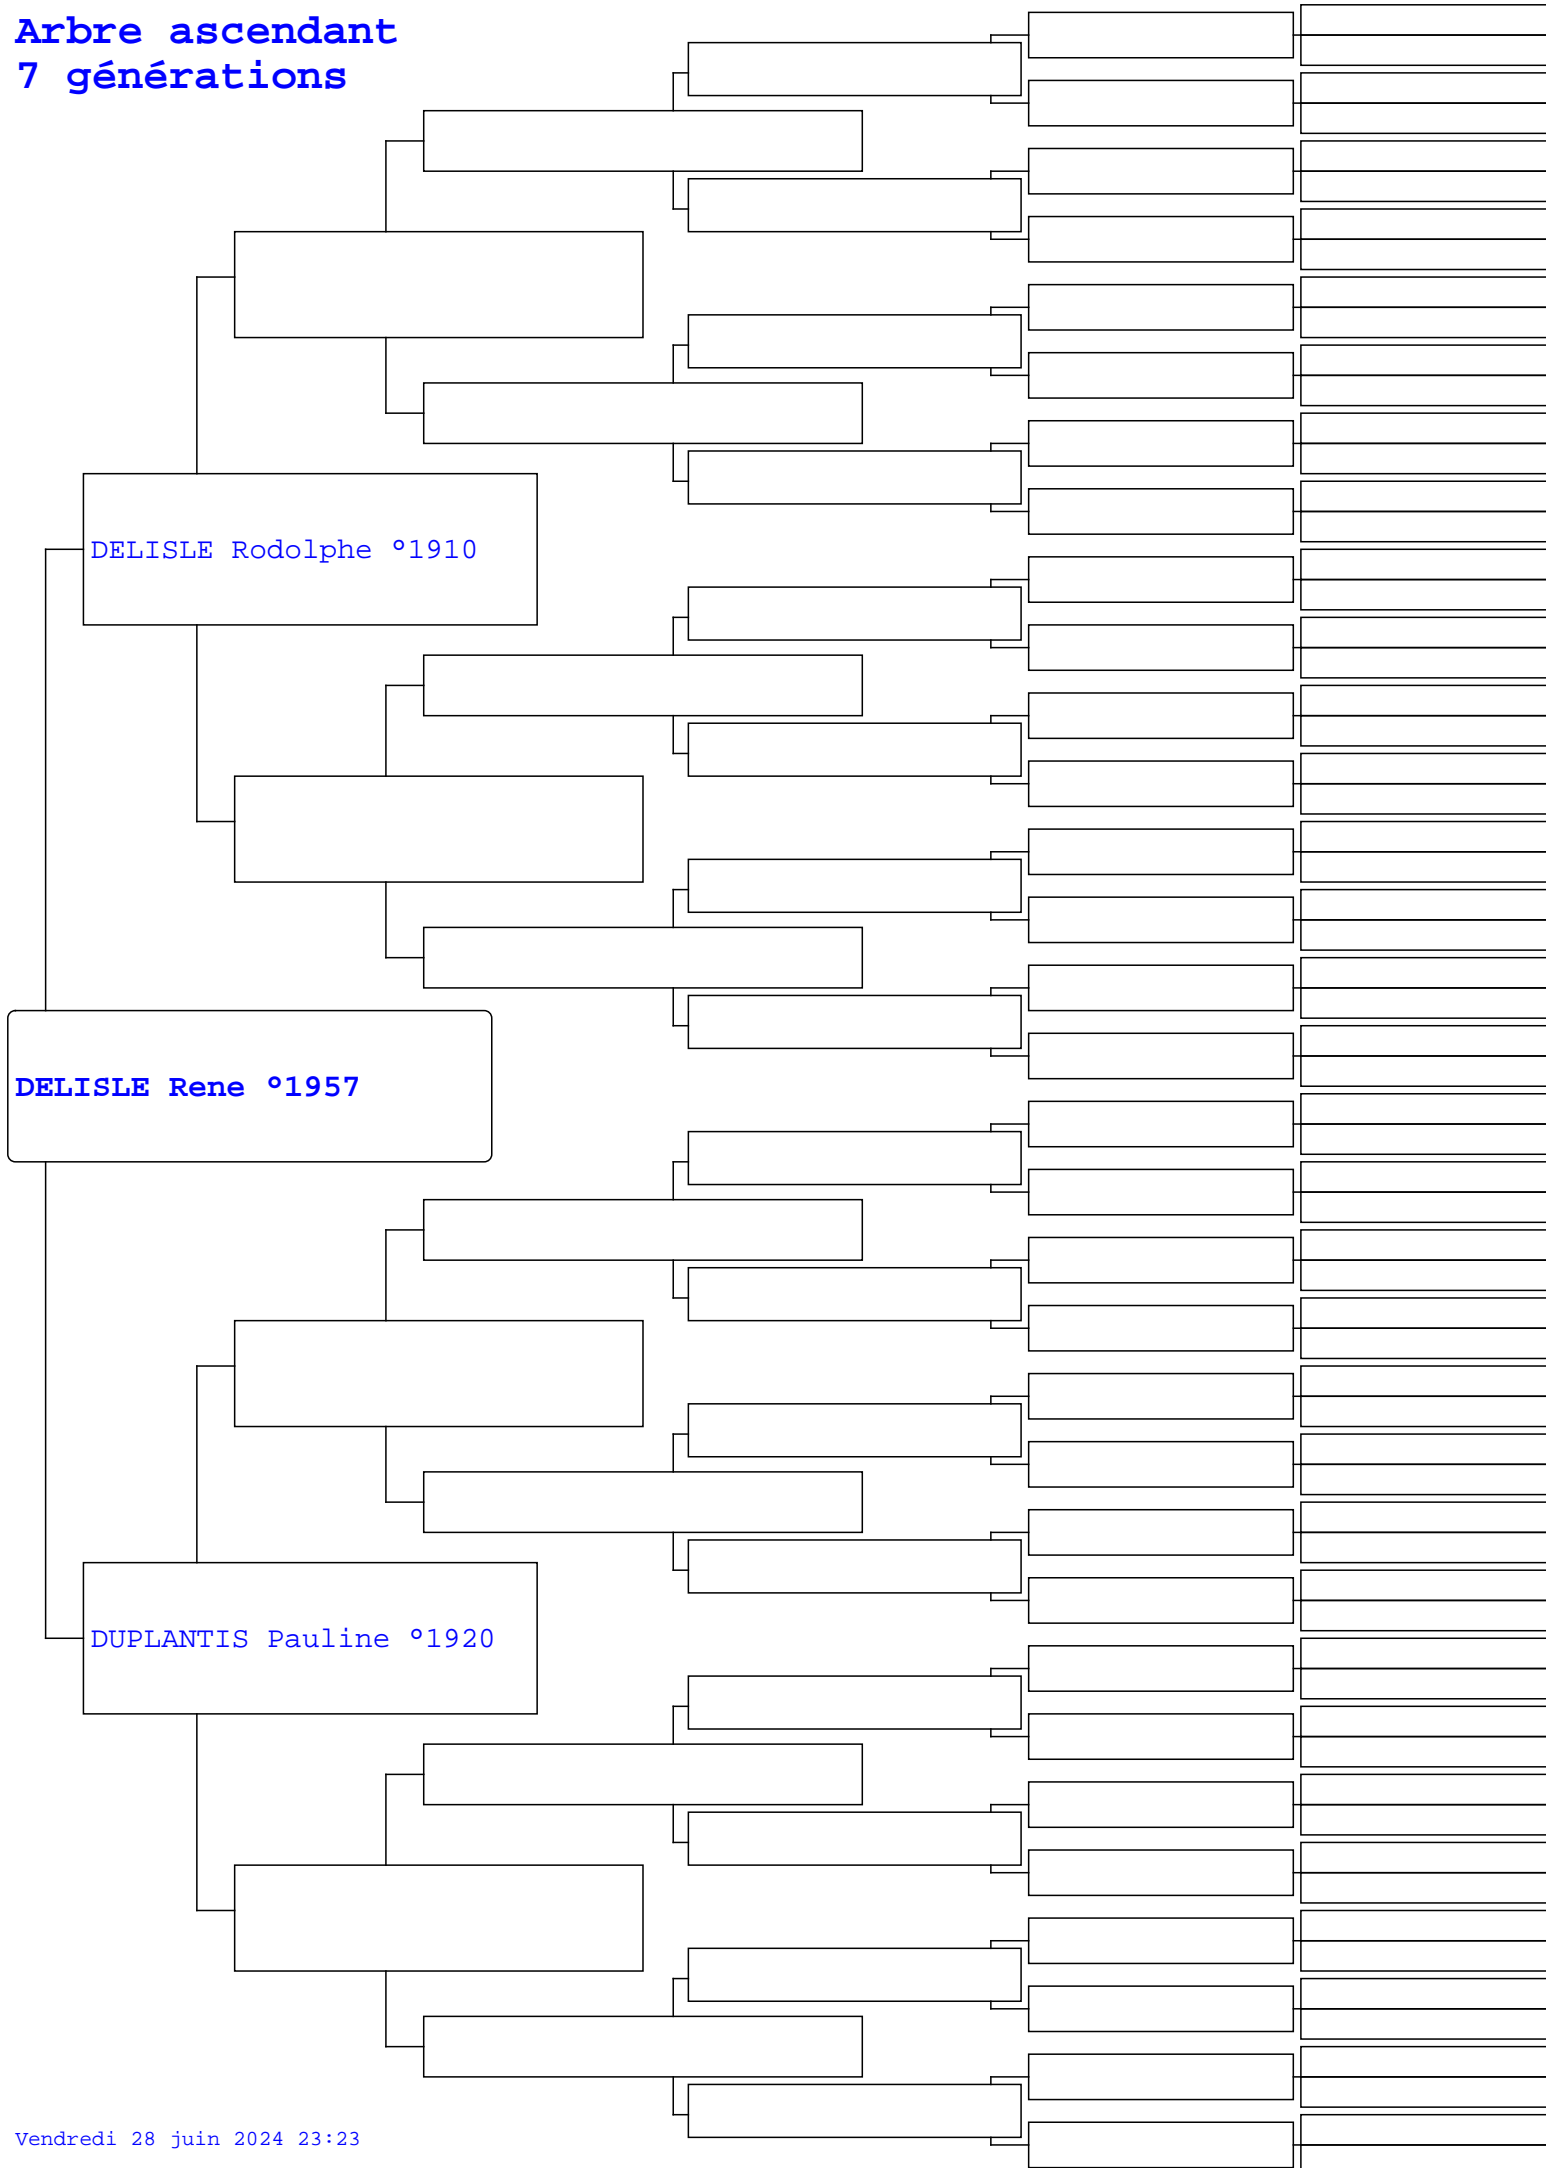 Arbre ascendant
7 générations
DELISLE Rodolphe °1910
DELISLE Rene °1957
DUPLANTIS Pauline °1920
Vendredi 28 juin 2024 23:23